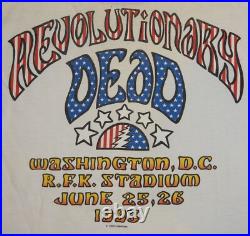 REVOLUTIONARY
DEAD
WASHINGTON, D.C.
R.F.K. STADIUM
JUNE 25, 26
1993